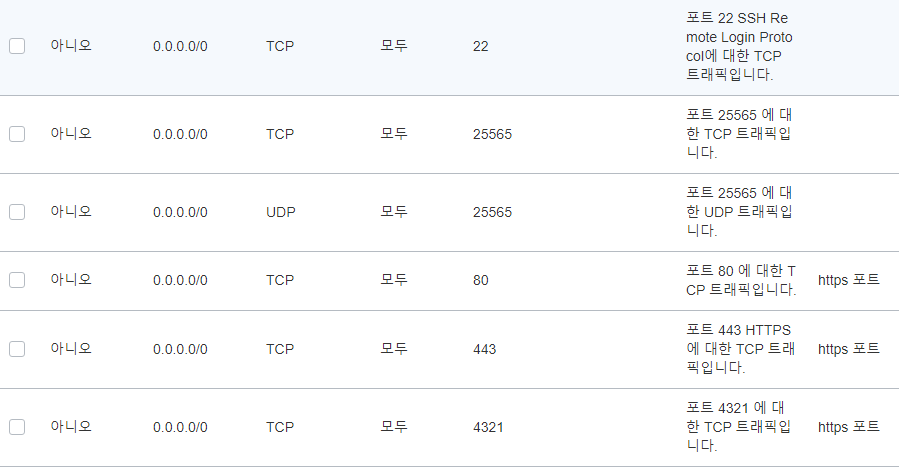 아니오 0.0.0.0/0 TCP 모두 22 포트 22 SSH Re
mote Login Proto
col에 대한 TCP
트래픽입니다.
아니오 0.0.0.0/0 TCP 모두 25565 포트 25565 에 대
한 TCP 트래픽입
니다.
아니오 0.0.0.0/0 UDP 모두 25565 포트 25565 에 대
한 UDP 트래픽입
니다.
아니오 0.0.0.0/0 TCP 모두 80 포트 80 에 대한 T
CP 트래픽입니다. https 포트
아니오 0.0.0.0/0 TCP 모두 443 포트 443 HTTPS
에 대한 TCP 트래 https 포트
픽입니다.
아니오 0.0.0.0/0 TCP 모두 4321 포트 4321 에 대
한 TCP 트래픽입 https 포트
니다.